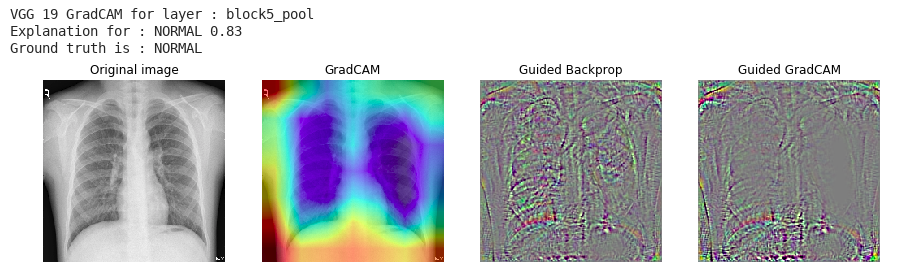 VGG 19 GradCAM for layer : block5_pool
Explanation for : NORMAL 0.83
Ground truth is : NORMAL
Original image
GradCAM
Guided Backprop
Guided GradCAM